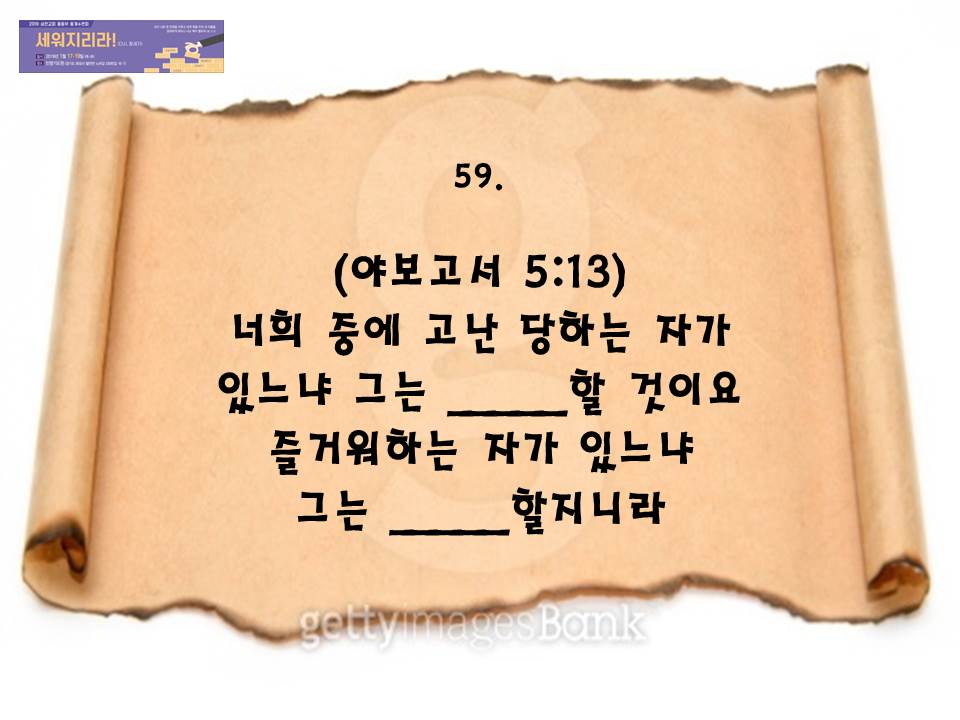 세워지리라!
59.
(야보고서 5:13)
너희 중에 고난 당하는 자가
있느냐 그는 ______할 것이요
즐거워하는 자가 있느냐
그는 ______할지니라
gettyimagesBank